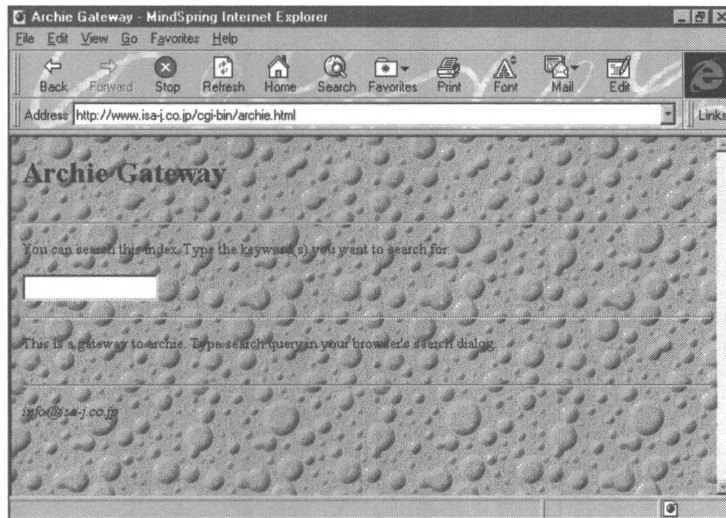 Archie Gateway - MindSpring Internet Explorer
File Edit View Go Favorites Help
Back Forward Stop Refresh Home Search Favorites Print Font Mail Edit
Address http://www.isa-j.co.jp/cgi-bin/archie.html Links
Archie Gateway
You can search this index. Type the keyword(s) you want to search for:
This is a gateway to archie. Type search query in your browser's search dialog.
info@isa-j.co.jp